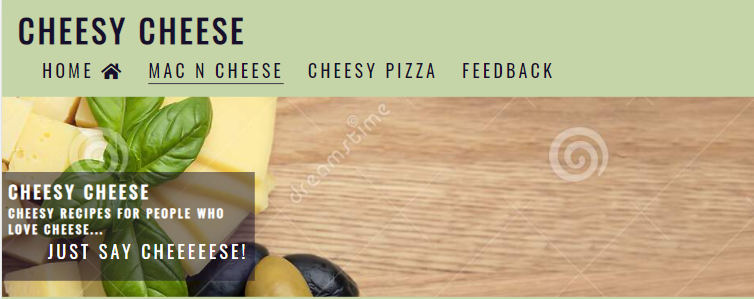 CHEESY CHEESE
HOME MAC N CHEESE CHEESY PIZZA FEEDBACK
© dreamstime
CHEESY CHEESE
CHEESY RECIPES FOR PEOPLE WHO
LOVE CHEESE...
JUST SAY CHEEEEESE!